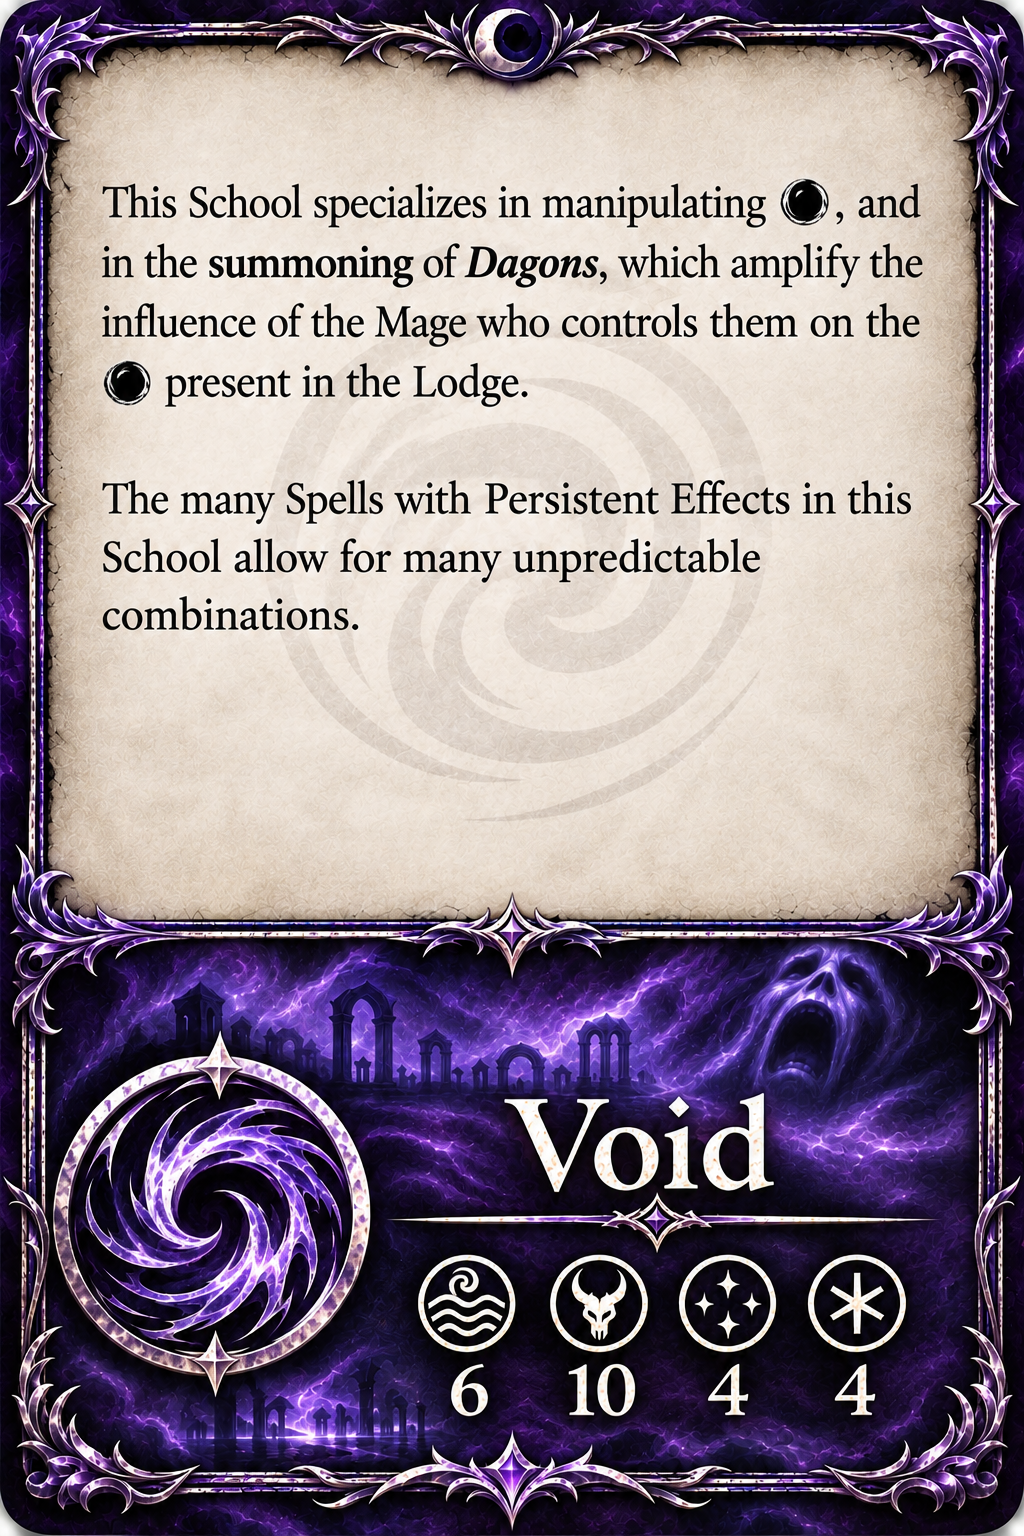 This School specializes in manipulating , and
in the summoning of Dagons, which amplify the
influence of the Mage who controls them on the
present in the Lodge.
The many Spells with Persistent Effects in this
School allow for many unpredictable
combinations.
Void
6 10 4 4